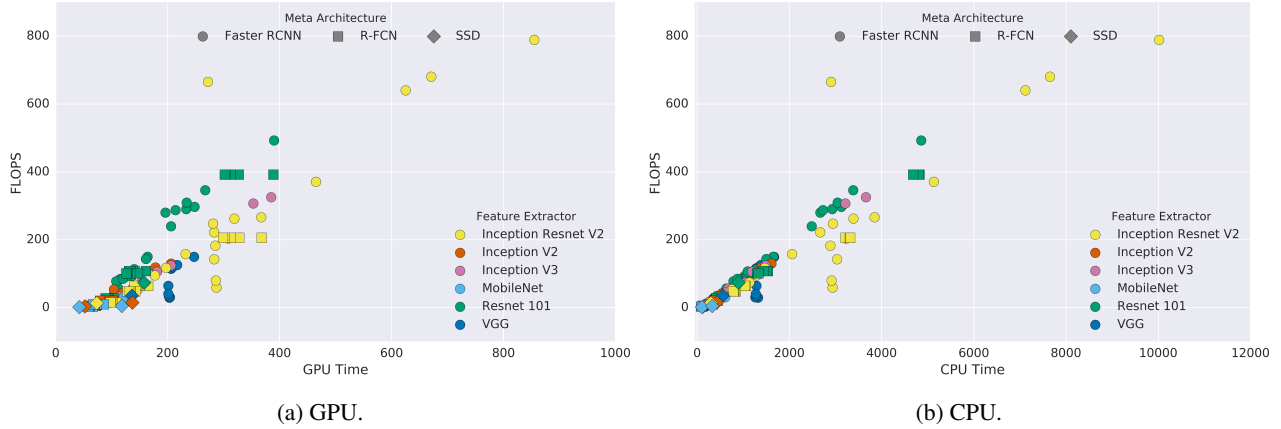 Meta Architecture
Faster RCNN R-FCN SSD
FLOPS
800
600
400
200
0
Feature Extractor
Inception Resnet V2
Inception V2
Inception V3
MobileNet
Resnet 101
VGG
0 200 400 600 800 1000
GPU Time
(a) GPU.
Meta Architecture
Faster RCNN R-FCN SSD
FLOPS
800
600
400
200
0
Feature Extractor
Inception Resnet V2
Inception V2
Inception V3
MobileNet
Resnet 101
VGG
0 2000 4000 6000 8000 10000 12000
CPU Time
(b) CPU.